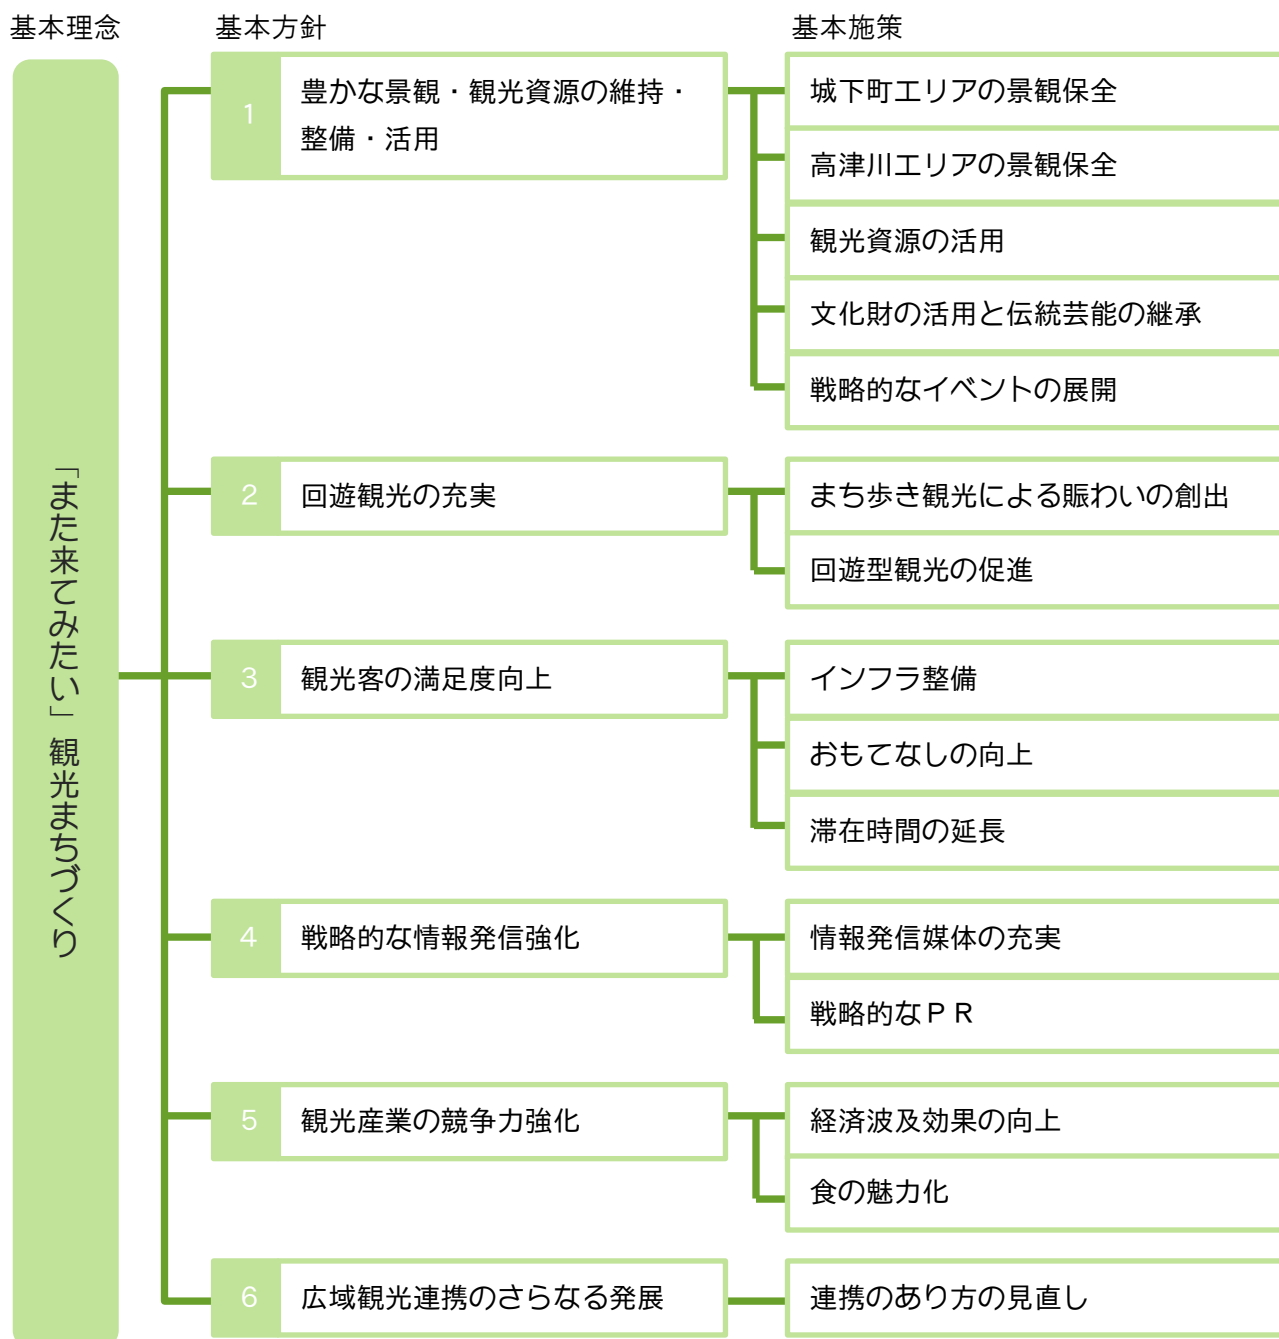 基本理念
基本方針
基本施策
「また来てみたい」観光まちづくり
1
豊かな景観・観光資源の維持・
整備・活用
城下町エリアの景観保全
高津川エリアの景観保全
観光資源の活用
文化財の活用と伝統芸能の継承
戦略的なイベントの展開
2
回遊観光の充実
まち歩き観光による賑わいの創出
回遊型観光の促進
3
観光客の満足度向上
インフラ整備
おもてなしの向上
滞在時間の延長
4
戦略的な情報発信強化
情報発信媒体の充実
戦略的なＰＲ
5
観光産業の競争力強化
経済波及効果の向上
食の魅力化
6
広域観光連携のさらなる発展
連携のあり方の見直し